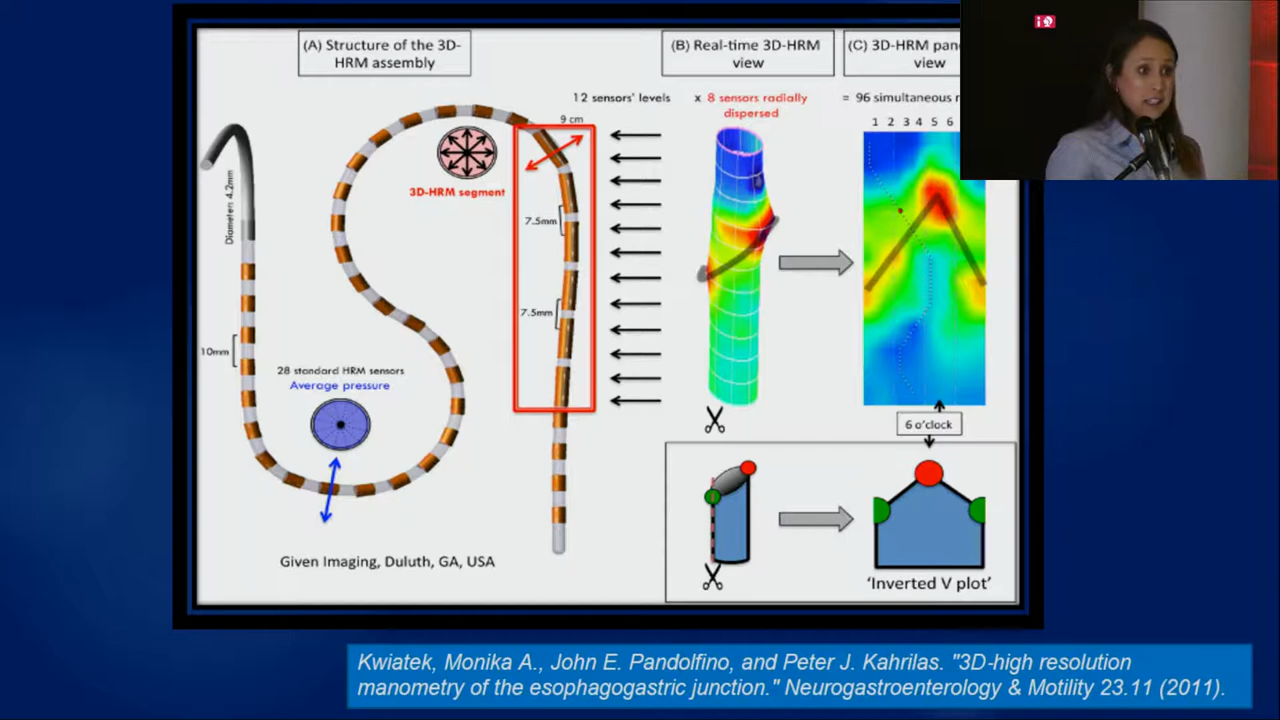 (A) Structure of the 3D-
HRM assembly
(B) Real-time 3D-HRM
view
(C) 3D-HRM
view
12 sensors' levels
x 8 sensors radially
dispersed
= 96 simultaneous
1 2 3 4 5 6
9 cm
3D-HRM segment
Diameter 4.2mm
7.5mm
7.5mm
10mm
28 standard HRM sensors
Average pressure
6 o'clock
Given Imaging, Duluth, GA, USA
'Inverted V plot'
Kwiatek, Monika A., John E. Pandolfino, and Peter J. Kahrilas. "3D-high resolution
manometry of the esophagogastric junction." Neurogastroenterology & Motility 23.11 (2011).